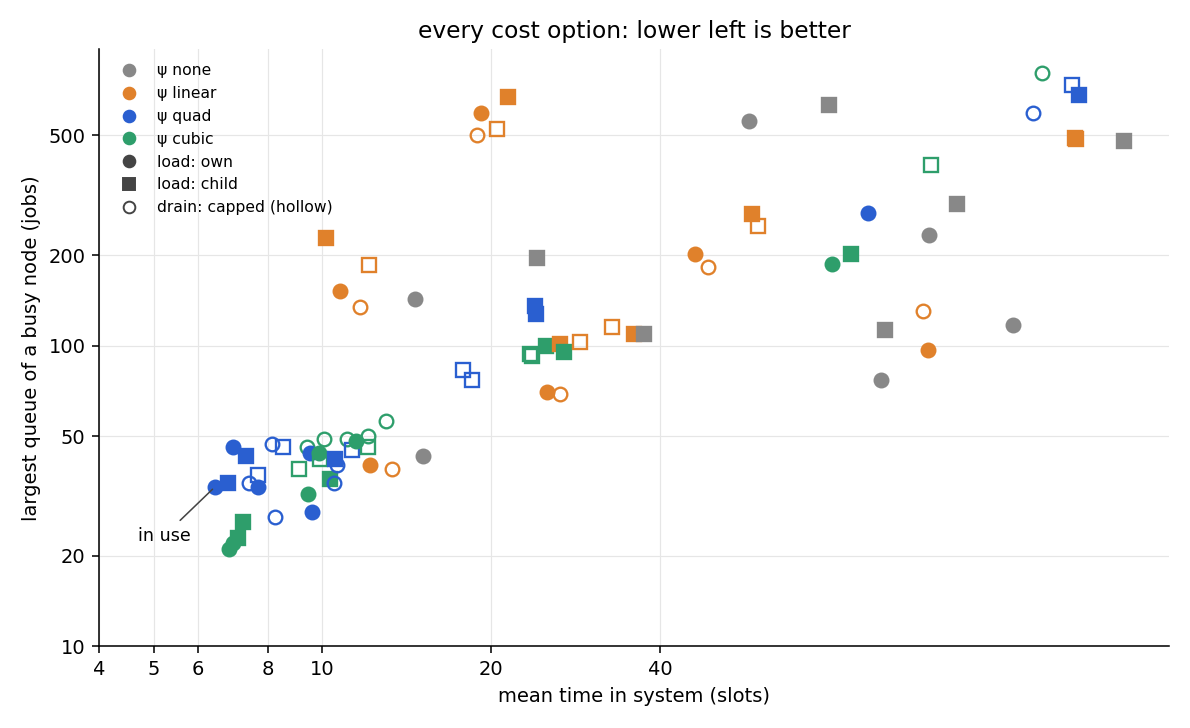 every cost option: lower left is better
ψ none
ψ linear
ψ quad
ψ cubic
load: own
load: child
drain: capped (hollow)
largest queue of a busy node (jobs)
500
200
100
50
20
10
in use
4 5 6 8 10 20 40
mean time in system (slots)